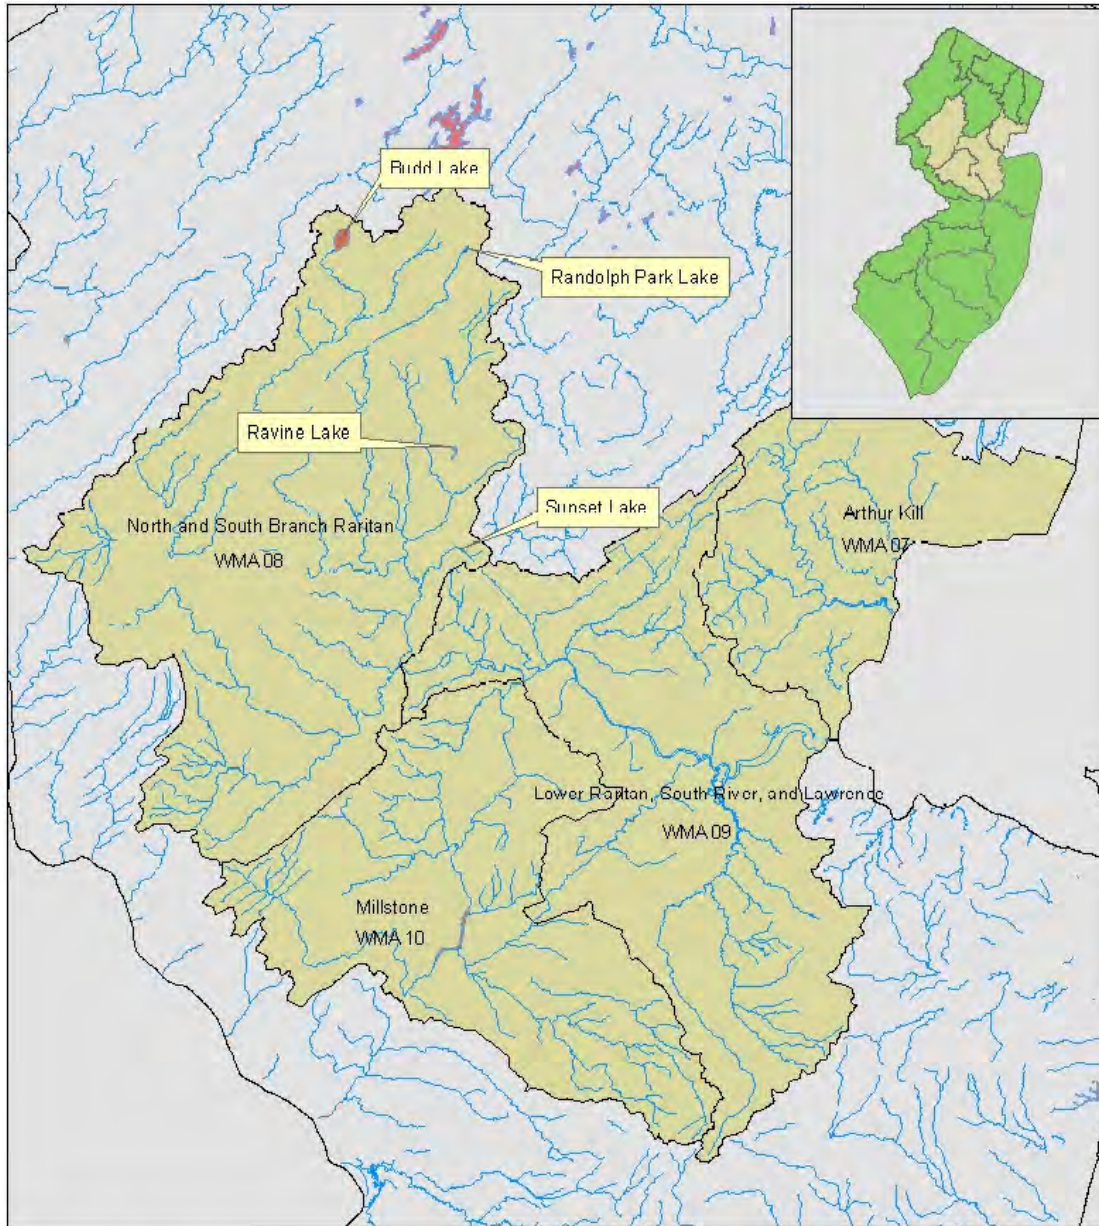 Budd Lake
Randolph Park Lake
Ravine Lake
Sunset Lake
North and South Branch Raritan
WMA 08
Arthur Kill
WMA 07
Lower Raritan, South River, and Lawrence
WMA 09
Millstone
WMA 10